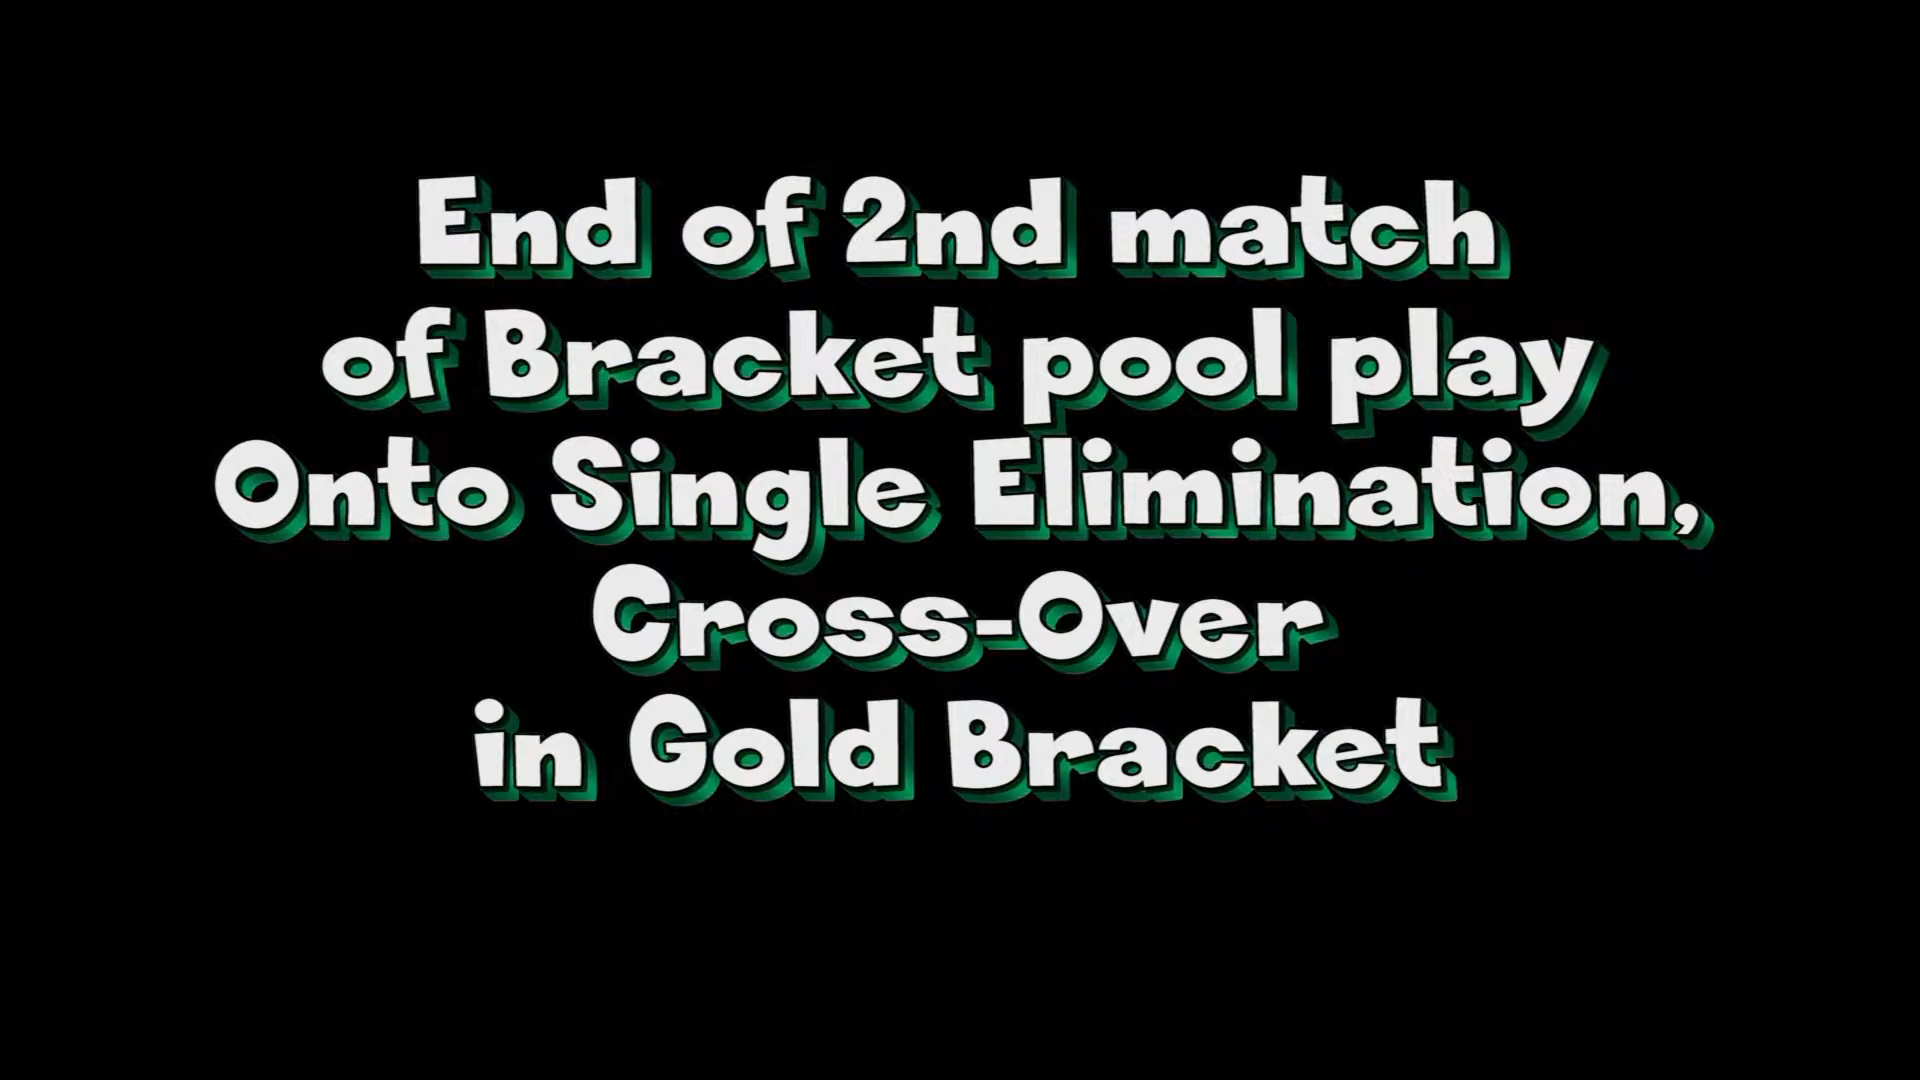 End of 2nd match
of Bracket pool play
Onto Single Elimination,
Cross-Over
in Gold Bracket